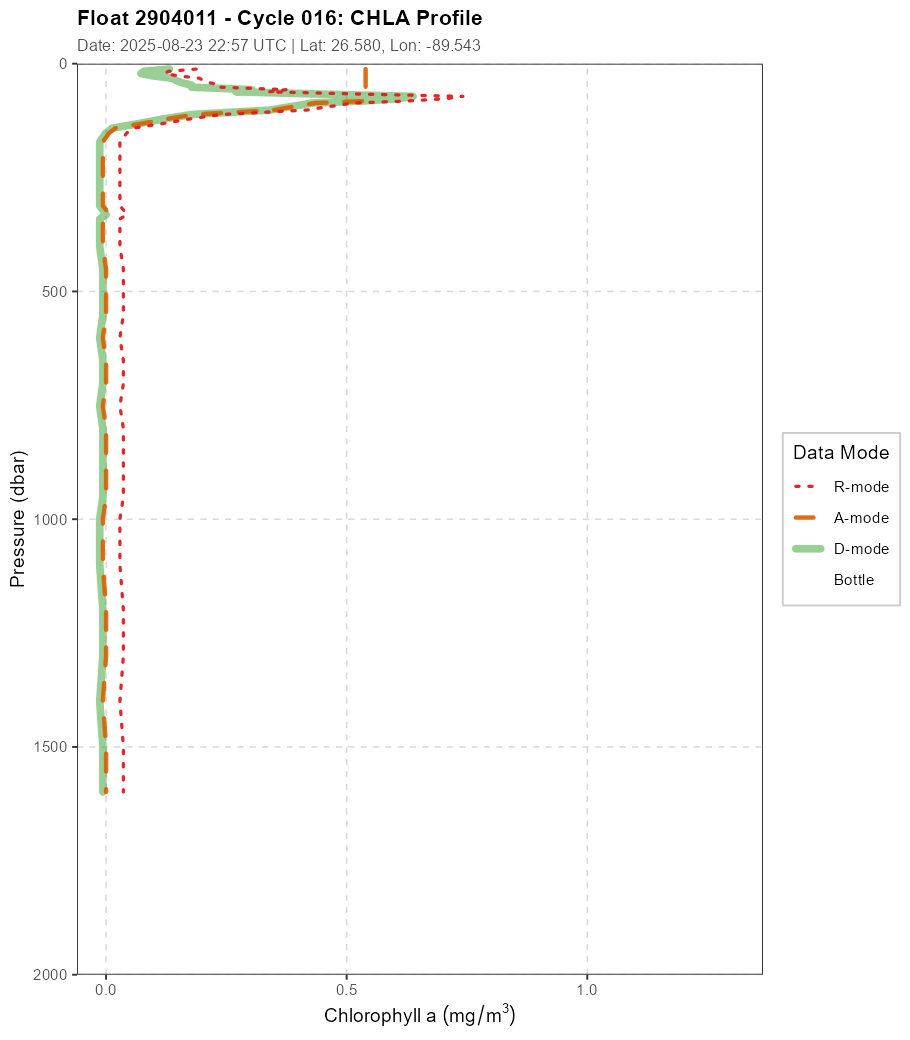 Float 2904011 - Cycle 016: CHLA Profile
Date: 2025-08-23 22:57 UTC | Lat: 26.580, Lon: -89.543
0
500
1000
1500
2000
Pressure (dbar)
0.0 0.5 1.0
Chlorophyll a (mg/m³)
Data Mode
R-mode
A-mode
D-mode
Bottle